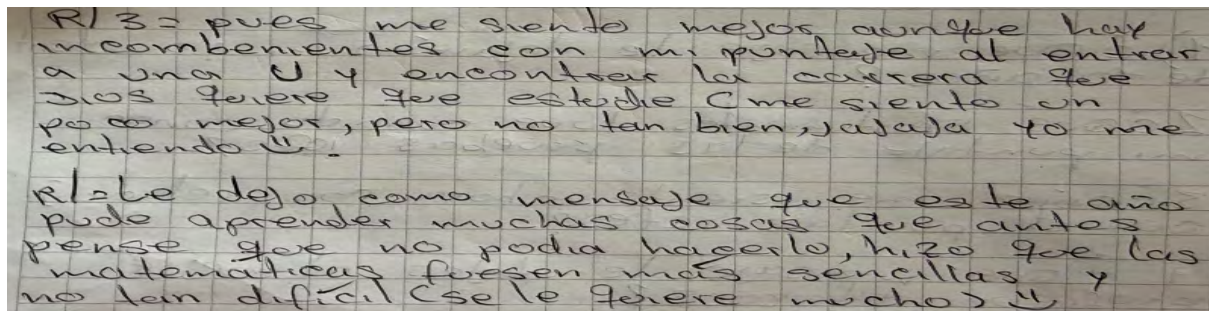 R/ 3= pues me siento mejor aunque hay
incombenientes con mi puntaje al entrar
a una U y encontrar la carrera que
Dios quiere que estudie (me siento un
poco mejor, pero no tan bien, jajaja yo me
entiendo ü.
R/=Le dejo como mensaje que este año
pude aprender muchas cosas que antes
pense que no podia hacerlo, hizo que las
matemáticas fuesen más sencillas y
no tan difícil (se le quiere mucho) ü